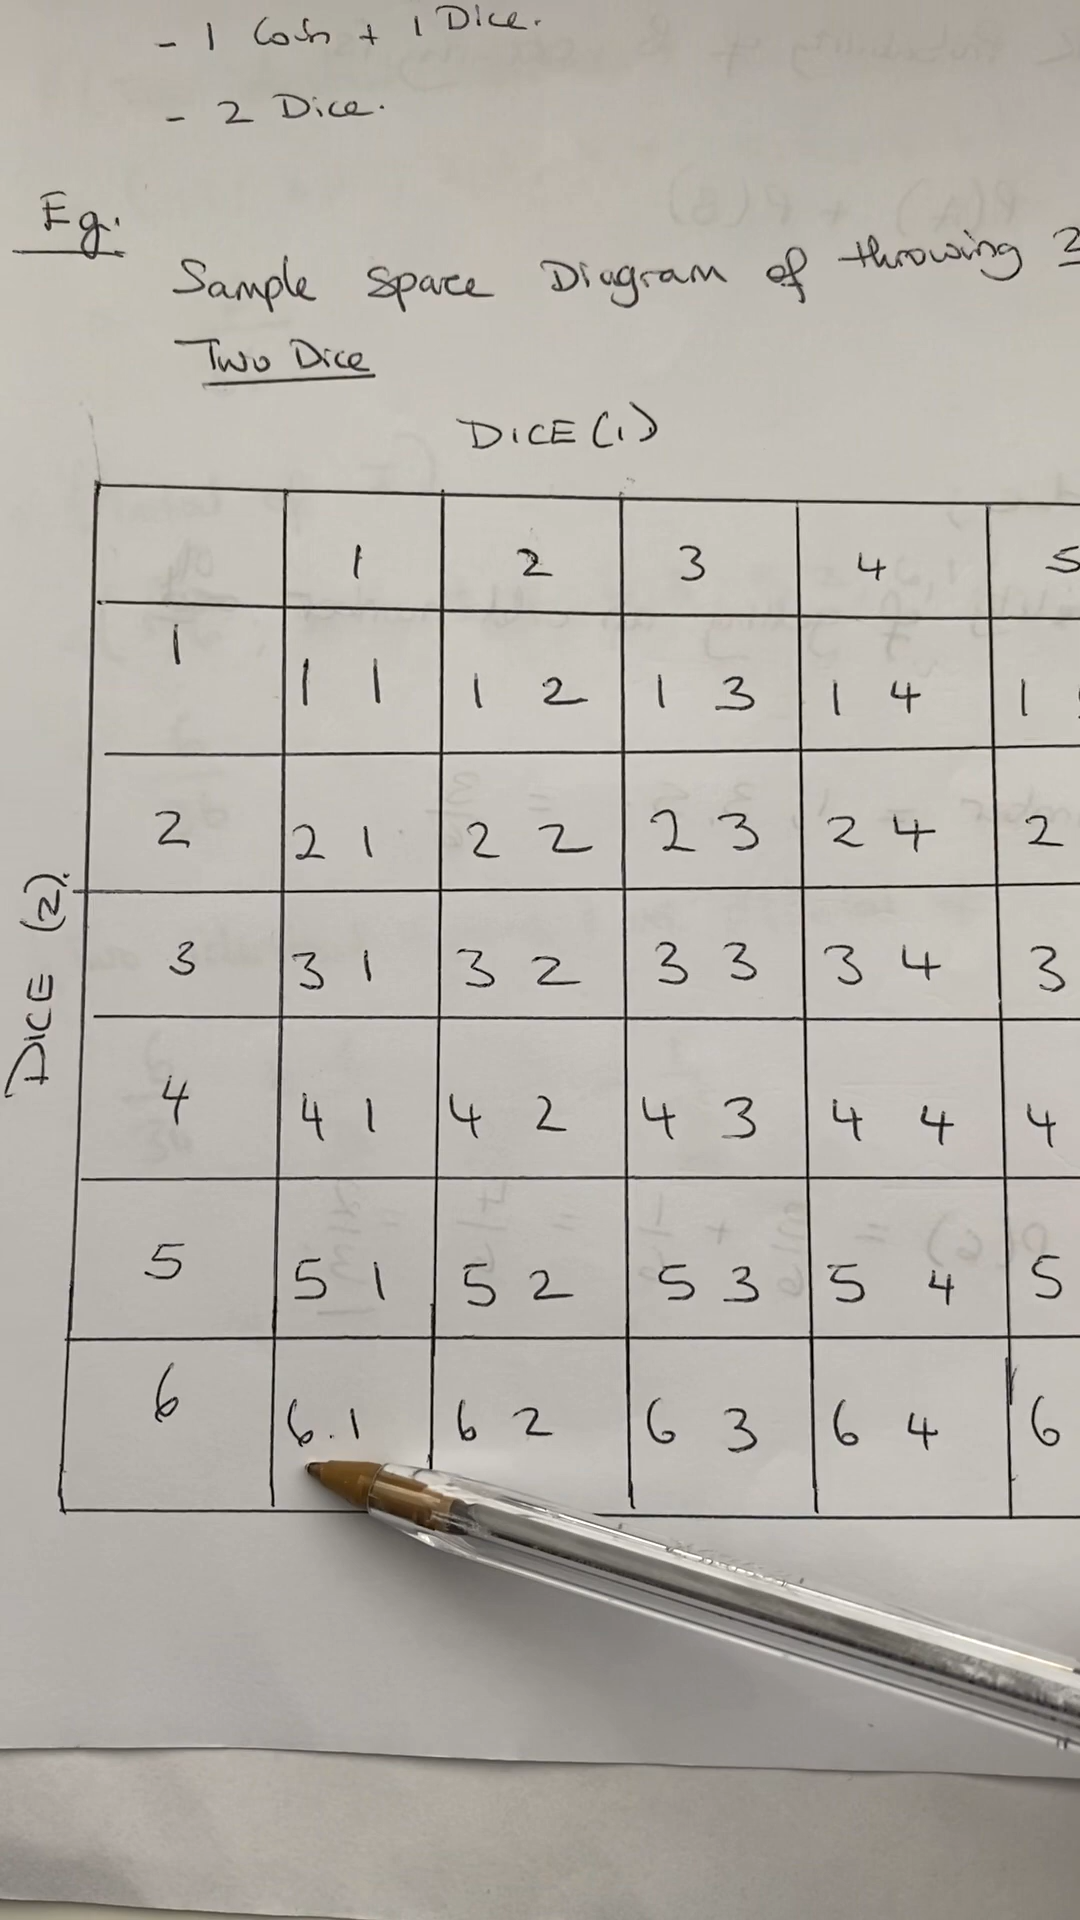 - 1 Coin + 1 Dice.
- 2 Dice.
Eg.
Sample Space Diagram of throwing
Two Dice
DICE (1)
1 2 3 4 5
1 1 1 1 2 1 3 1 4 1
2 2 1 2 2 2 3 2 4 2
DICE (2).
3 3 1 3 2 3 3 3 4 3
4 4 1 4 2 4 3 4 4 4
5 5 1 5 2 5 3 5 4 5
6 6.1 6 2 6 3 6 4 6